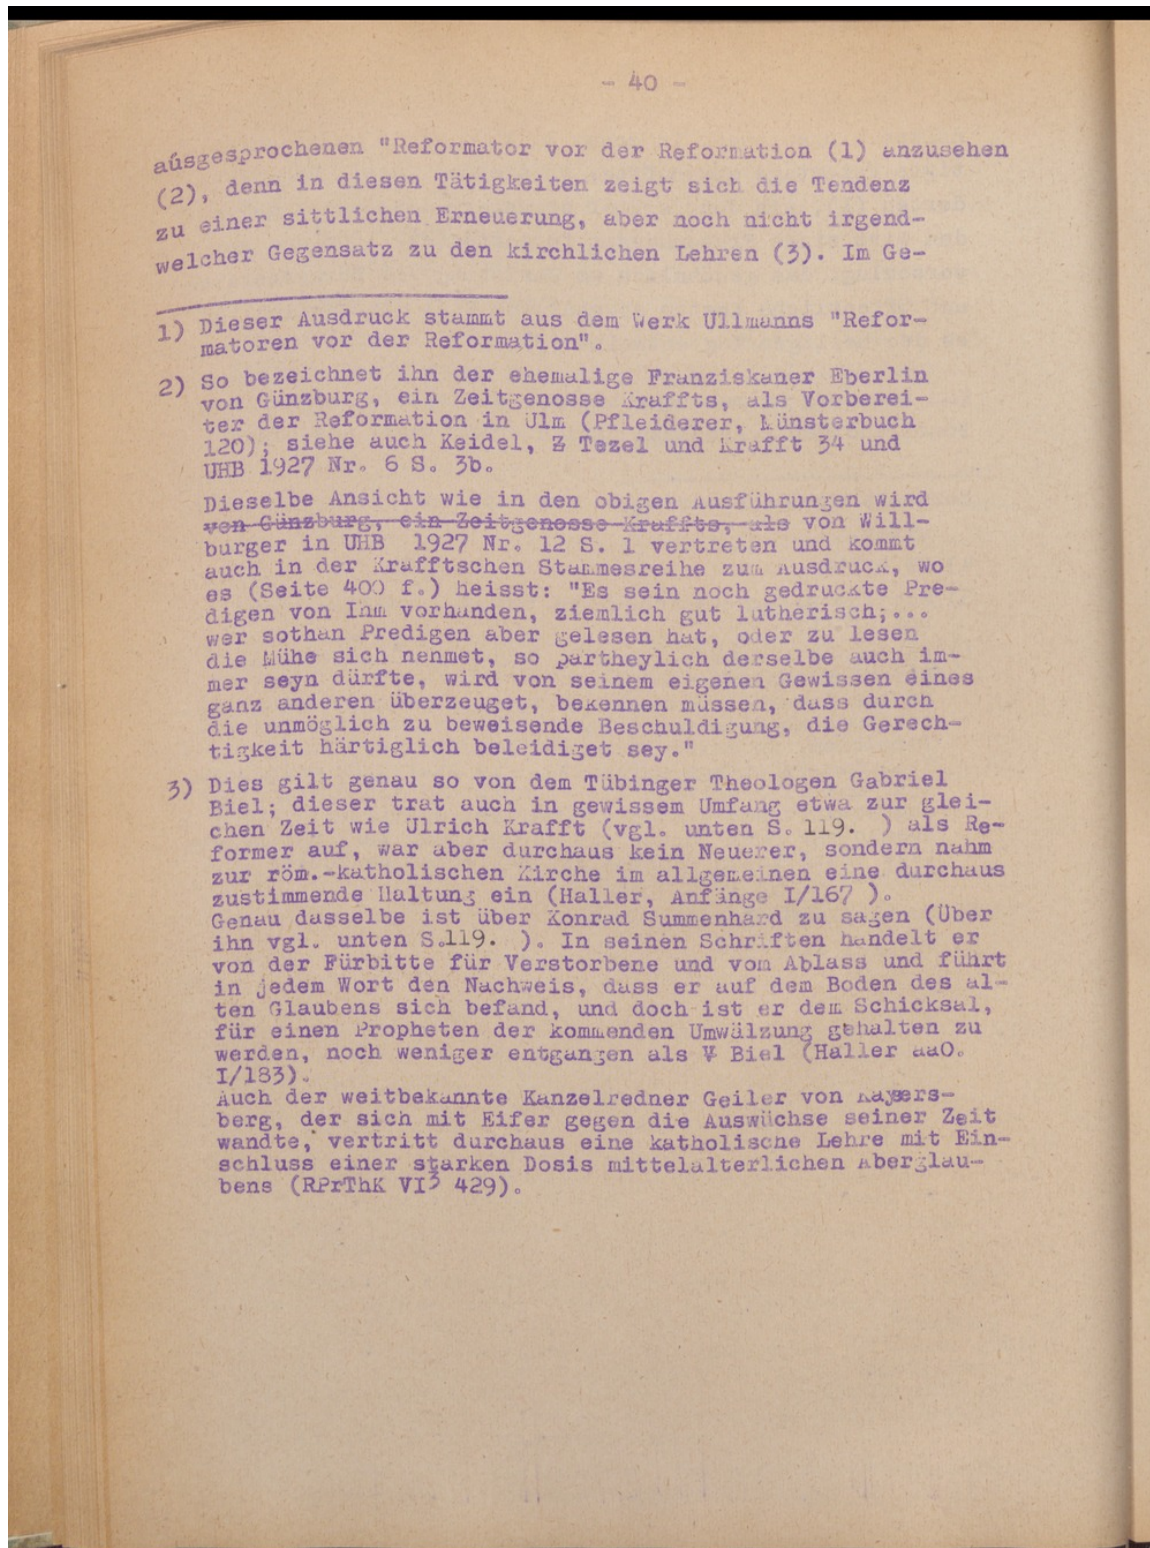 - 40 -
ausgesprochenen "Reformator vor der Reformation (1) anzusehen
(2), denn in diesen Tätigkeiten zeigt sich die Tendenz
zu einer sittlichen Erneuerung, aber noch nicht irgend-
welcher Gegensatz zu den kirchlichen Lehren (3). Im Ge-
1) Dieser Ausdruck stammt aus dem Werk Ullmanns "Refor-
matoren vor der Reformation".
2) So bezeichnet ihn der ehemalige Franziskaner Eberlin
von Günzburg, ein Zeitgenosse Kraffts, als Vorberei-
ter der Reformation in Ulm (Pfleiderer, Münsterbuch
120); siehe auch Keidel, Z Tezel und Krafft 34 und
UHB 1927 Nr. 6 S. 3b.
Dieselbe Ansicht wie in den obigen Ausführungen wird
von Günzburg, ein Zeitgenosse Kraffts, als von Will-
burger in UHB 1927 Nr. 12 S. 1 vertreten und kommt
auch in der Krafftschen Stammesreihe zum Ausdruck, wo
es (Seite 400 f.) heisst: "Es sein noch gedruckte Pre-
digen von Ihm vorhanden, ziemlich gut lutherisch;...
wer sothan Predigen aber gelesen hat, oder zu lesen
die Mühe sich nenmet, so partheylich derselbe auch im-
mer seyn dürfte, wird von seinem eigenen Gewissen eines
ganz anderen überzeuget, bekennen müssen, dass durch
die unmöglich zu beweisende Beschuldigung, die Gerech-
tigkeit härtiglich beleidiget sey."
3) Dies gilt genau so von dem Tübinger Theologen Gabriel
Biel; dieser trat auch in gewissem Umfang etwa zur glei-
chen Zeit wie Ulrich Krafft (vgl. unten S. 119. ) als Re-
former auf, war aber durchaus kein Neuerer, sondern nahm
zur röm.-katholischen Kirche im allgemeinen eine durchaus
zustimmende Haltung ein (Haller, Anfänge I/167 ).
Genau dasselbe ist über Konrad Summenhard zu sagen (Über
ihn vgl. unten S.119. ). In seinen Schriften handelt er
von der Fürbitte für Verstorbene und vom Ablass und führt
in jedem Wort den Nachweis, dass er auf dem Boden des al-
ten Glaubens sich befand, und doch ist er dem Schicksal,
für einen Propheten der kommenden Umwälzung gehalten zu
werden, noch weniger entgangen als V Biel (Haller aaO.
I/183).
Auch der weitbekannte Kanzelredner Geiler von Kaysers-
berg, der sich mit Eifer gegen die Auswüchse seiner Zeit
wandte, vertritt durchaus eine katholische Lehre mit Ein-
schluss einer starken Dosis mittelalterlichen Aberglau-
bens (RPrThK VI³ 429).